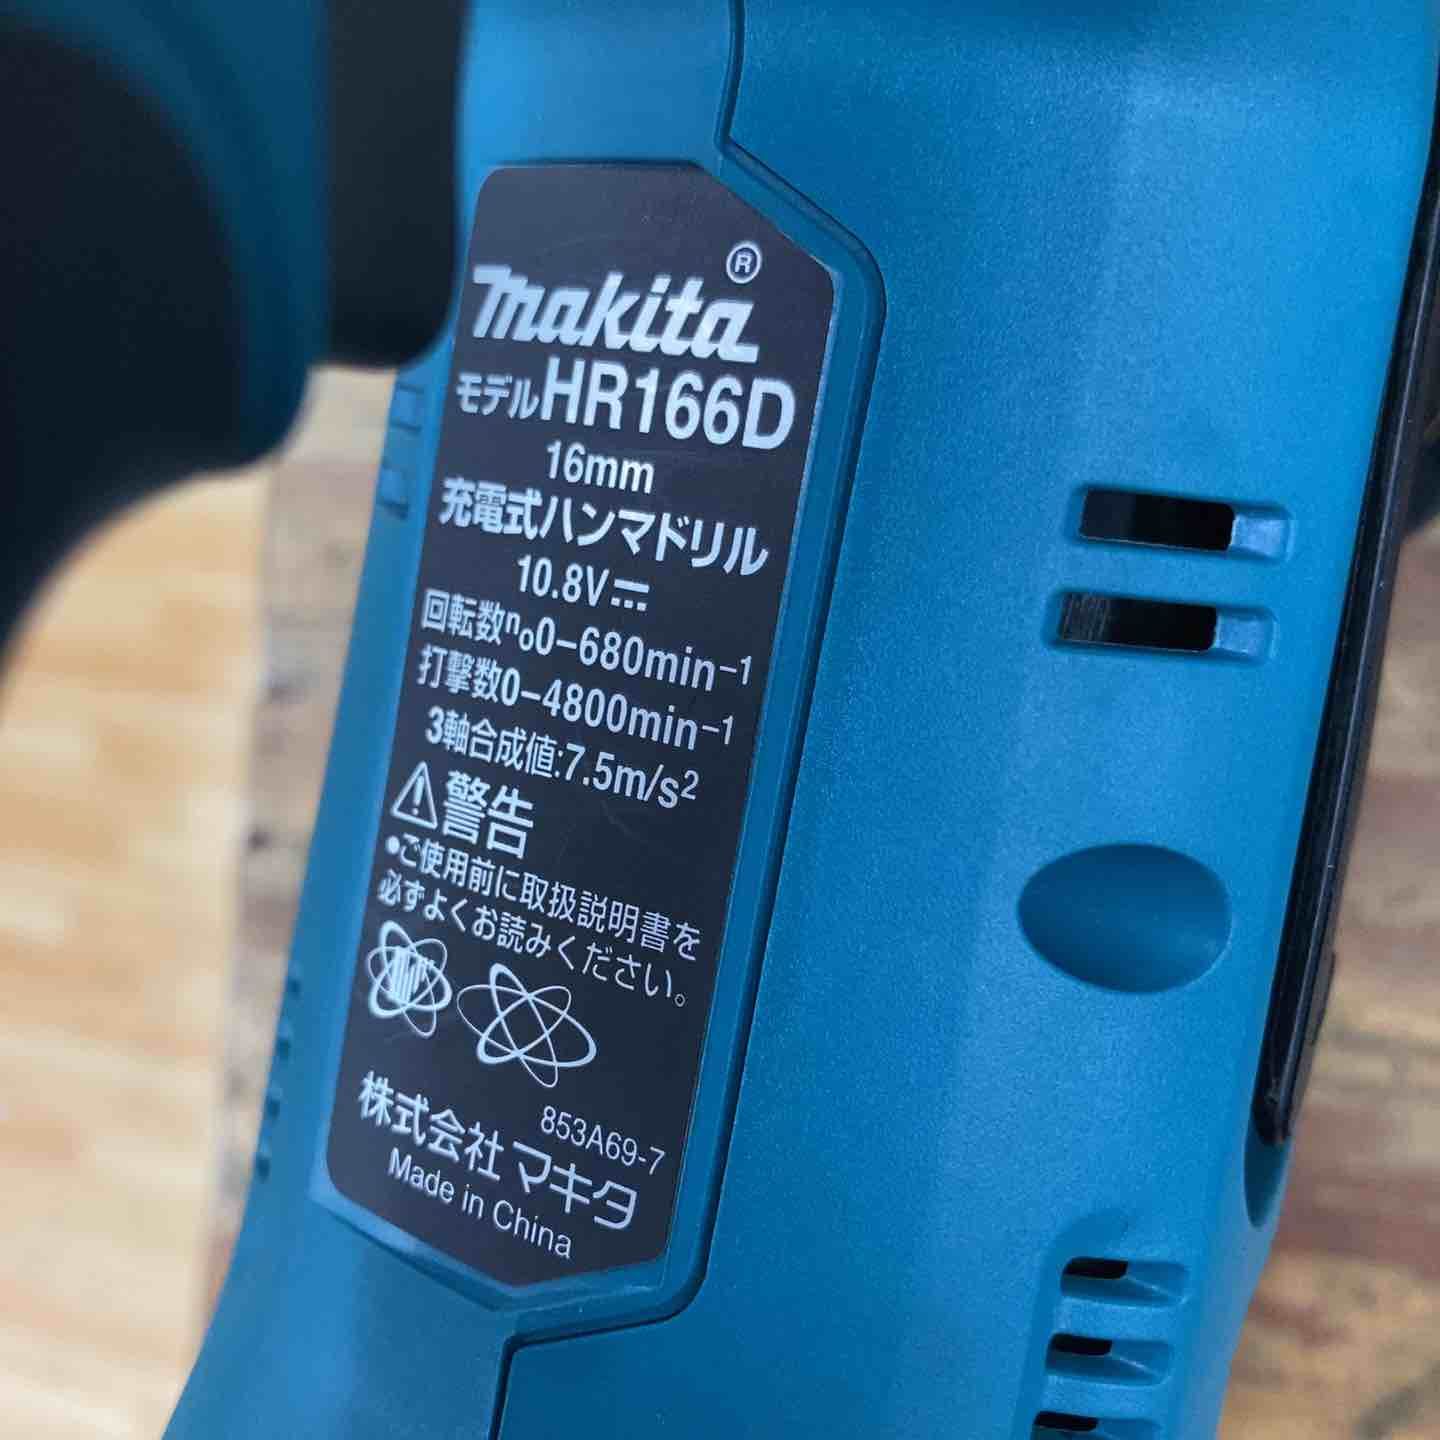 makita®
モデルHR166D
16mm
充電式ハンマドリル
10.8V⎓
回転数n₀0−680min⁻¹
打撃数0−4800min⁻¹
3軸合成値:7.5m/s²
⚠警告
●ご使用前に取扱説明書を
必ずよくお読みください。
853A69-7
株式会社マキタ
Made in China